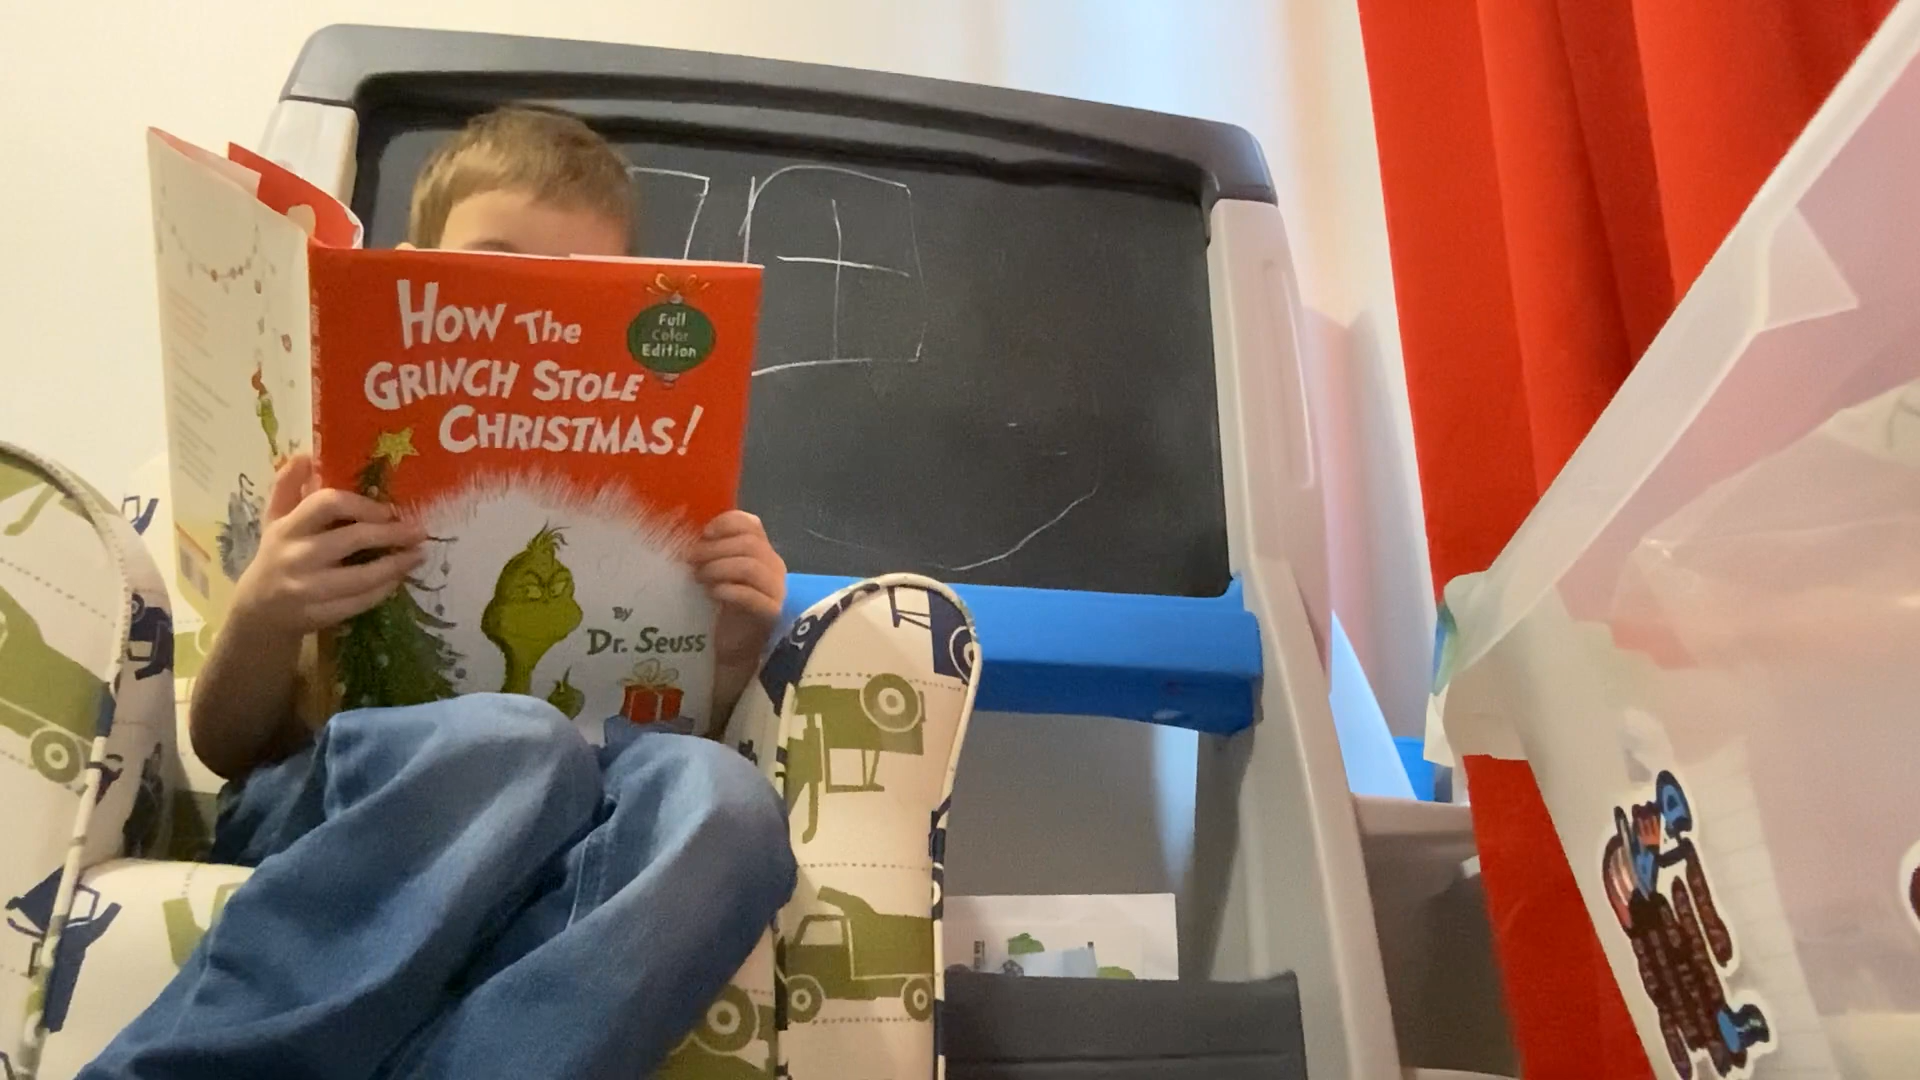 How The
Grinch Stole
Christmas!
Full
Color
Edition
By
Dr. Seuss